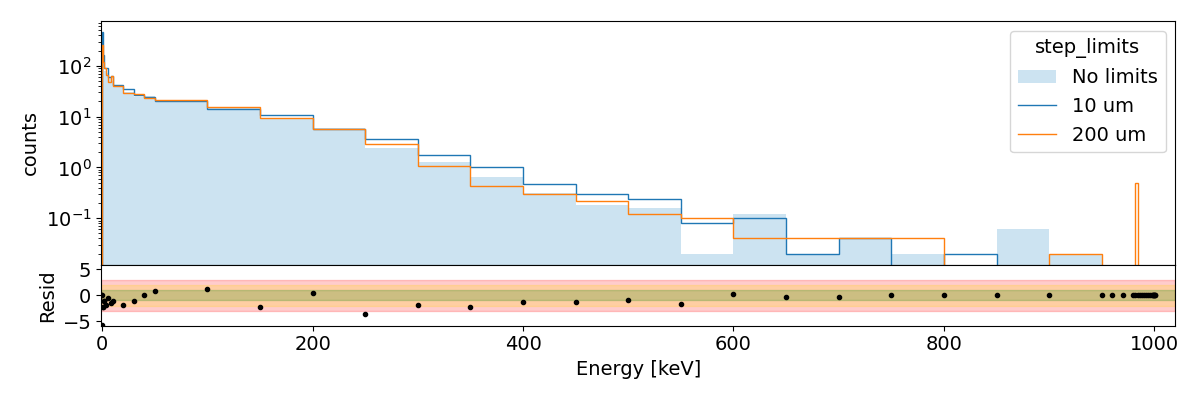 step_limits
No limits
10 um
200 um
counts
10²
10¹
10⁰
10⁻¹
Resid
5
0
−5
0 200 400 600 800 1000
Energy [keV]